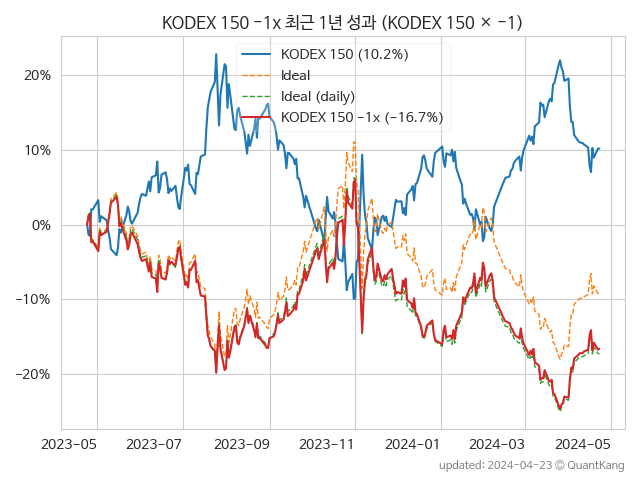 KODEX 150 −1x 최근 1년 성과 (KODEX 150 × −1)
KODEX 150 (10.2%)
Ideal
Ideal (daily)
KODEX 150 −1x (−16.7%)
20%
10%
0%
−10%
−20%
2023-05
2023-07
2023-09
2023-11
2024-01
2024-03
2024-05
updated: 2024-04-23 © QuantKang